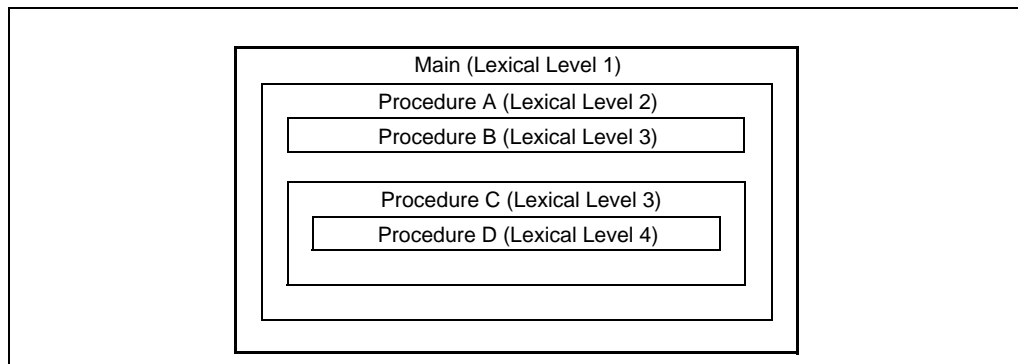 Main (Lexical Level 1)
Procedure A (Lexical Level 2)
Procedure B (Lexical Level 3)
Procedure C (Lexical Level 3)
Procedure D (Lexical Level 4)